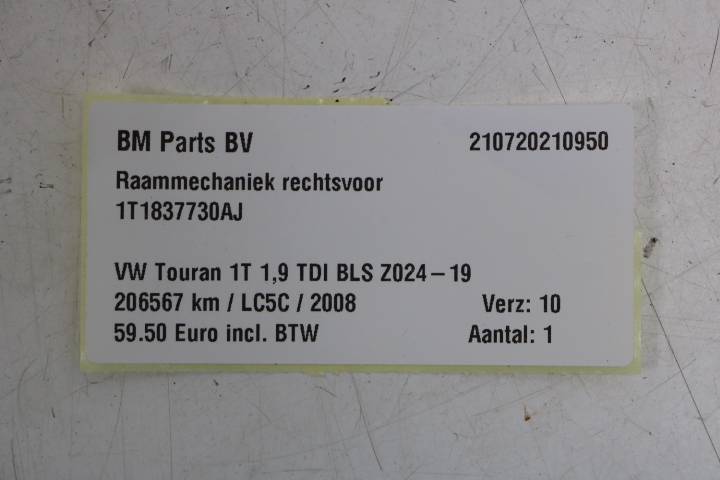 BM Parts BV 210720210950
Raammechaniek rechtsvoor
1T1837730AJ
VW Touran 1T 1,9 TDI BLS Z024-19
206567 km / LC5C / 2008 Verz: 10
59.50 Euro incl. BTW Aantal: 1